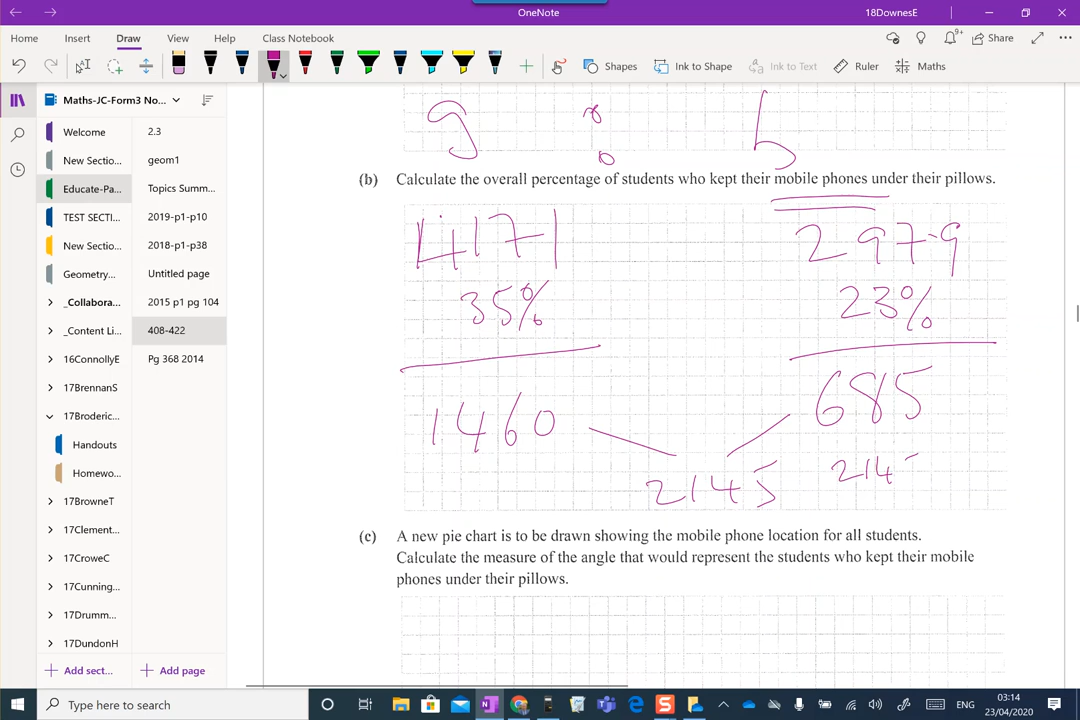 OneNote
18DownesE
Home Insert Draw View Help Class Notebook
9+ Share
Shapes Ink to Shape Ink to Text Ruler Maths
Maths-JC-Form3 No...
Welcome
New Sectio...
Educate-Pa...
TEST SECTI...
New Sectio...
Geometry...
_Collabora...
_Content Li...
16ConnollyE
17BrennanS
17Broderic...
Handouts
Homewo...
17BrowneT
17Clement...
17CroweC
17Cunning...
17Drumm...
17DundonH
Add sect...
2.3
geom1
Topics Summ...
2019-p1-p10
2018-p1-p38
Untitled page
2015 p1 pg 104
408-422
Pg 368 2014
Add page
g b
(b) Calculate the overall percentage of students who kept their mobile phones under their pillows.
4171 2979
35% 23%
1460 685
2145 214
(c) A new pie chart is to be drawn showing the mobile phone location for all students.
Calculate the measure of the angle that would represent the students who kept their mobile
phones under their pillows.
Type here to search
ENG
03:14
23/04/2020